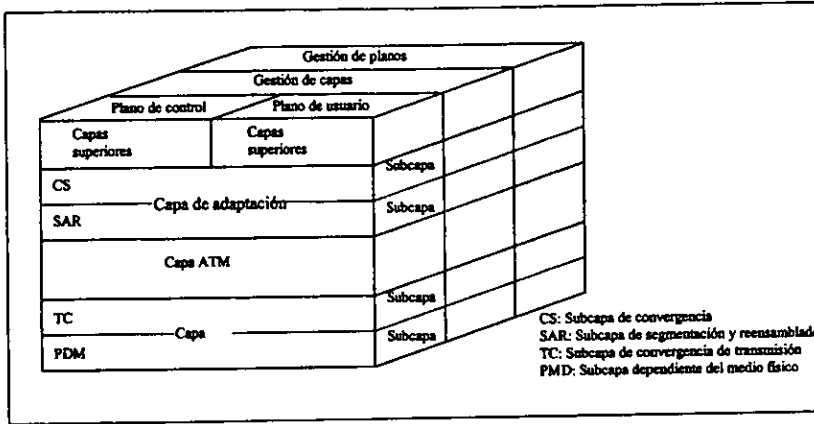 Gestión de planos
Gestión de capas
Plano de control
Plano de usuario
Capas
superiores
Capas
superiores
Subcapa
CS
Capa de adaptación
Subcapa
SAR
Capa ATM
Subcapa
TC
Capa
Subcapa
PDM
CS: Subcapa de convergencia
SAR: Subcapa de segmentación y reensamblado
TC: Subcapa de convergencia de transmisión
PMD: Subcapa dependiente del medio físico